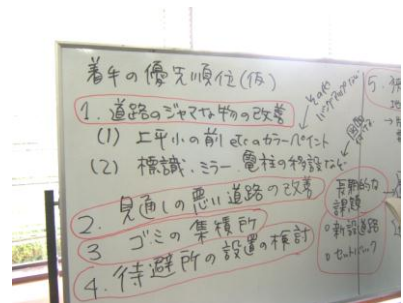 着手の優先順位(仮)
1. 道路のジャマな物の改善
(1) 上平小の前 etcのカラーペイント
(2) 標識、ミラー、電柱の移設など
2. 見通しの悪い道路の改善
3 ゴミの集積所
4. 待避所の設置の検討
長期的な
課題
○新設道路
○セットバック
5.